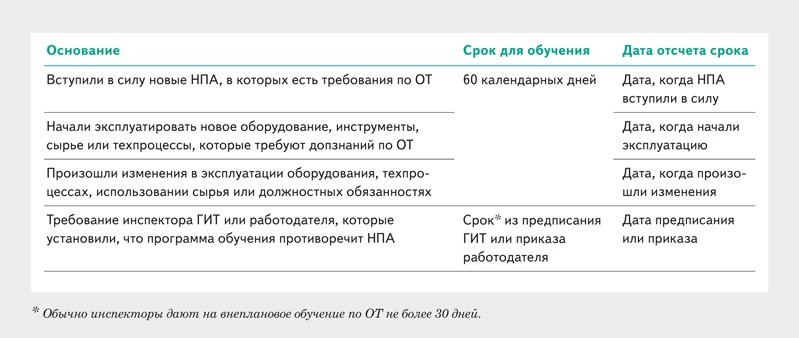 Основание
Срок для обучения
Дата отсчета срока
Вступили в силу новые НПА, в которых есть требования по ОТ
60 календарных дней
Дата, когда НПА
вступили в силу
Начали эксплуатировать новое оборудование, инструменты,
сырье или техпроцессы, которые требуют допзнаний по ОТ
Дата, когда начали
эксплуатацию
Произошли изменения в эксплуатации оборудования, техпро-
цессах, использовании сырья или должностных обязанностях
Дата, когда произо-
шли изменения
Требование инспектора ГИТ или работодателя, которые
установили, что программа обучения противоречит НПА
Срок* из предписания
ГИТ или приказа
работодателя
Дата предписания
или приказа
* Обычно инспекторы дают на внеплановое обучение по ОТ не более 30 дней.